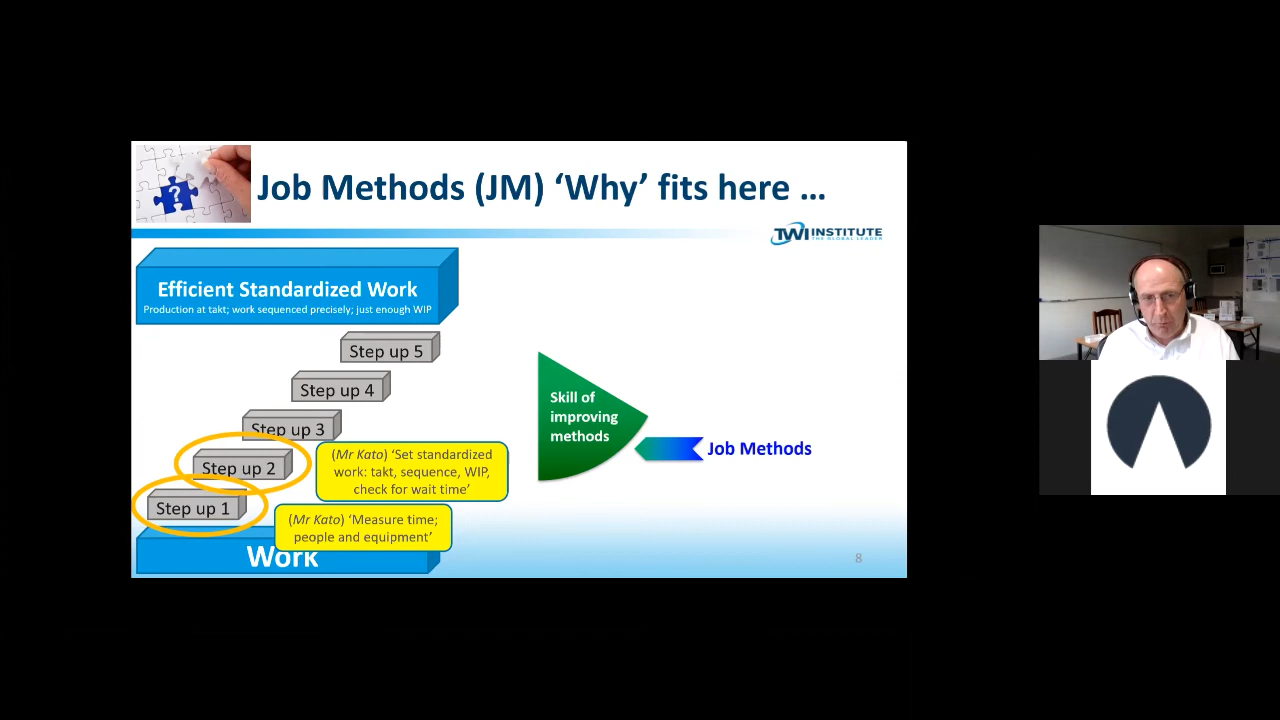 Job Methods (JM) ‘Why’ fits here …
?
TWI INSTITUTE
THE GLOBAL LEADER
Efficient Standardized Work
Production at takt; work sequenced precisely; just enough WIP
Step up 5
Step up 4
Step up 3
Step up 2
Step up 1
(Mr Kato) ‘Set standardized
work: takt, sequence, WIP,
check for wait time’
(Mr Kato) ‘Measure time;
people and equipment’
Work
Skill of
improving
methods
Job Methods
8